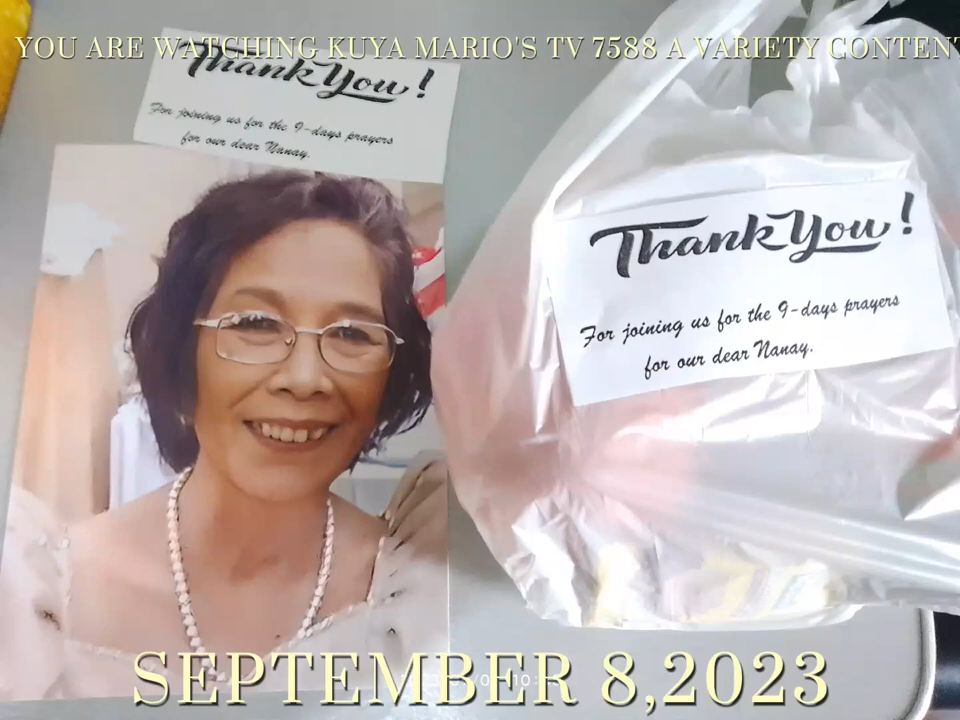 YOU ARE WATCHING KUYA MARIO'S TV 7588 A VARIETY CONTENT
Thank You!
For joining us for the 9-days prayers
for our dear Nanay.
Thank You!
For joining us for the 9-days prayers
for our dear Nanay.
SEPTEMBER 8,2023